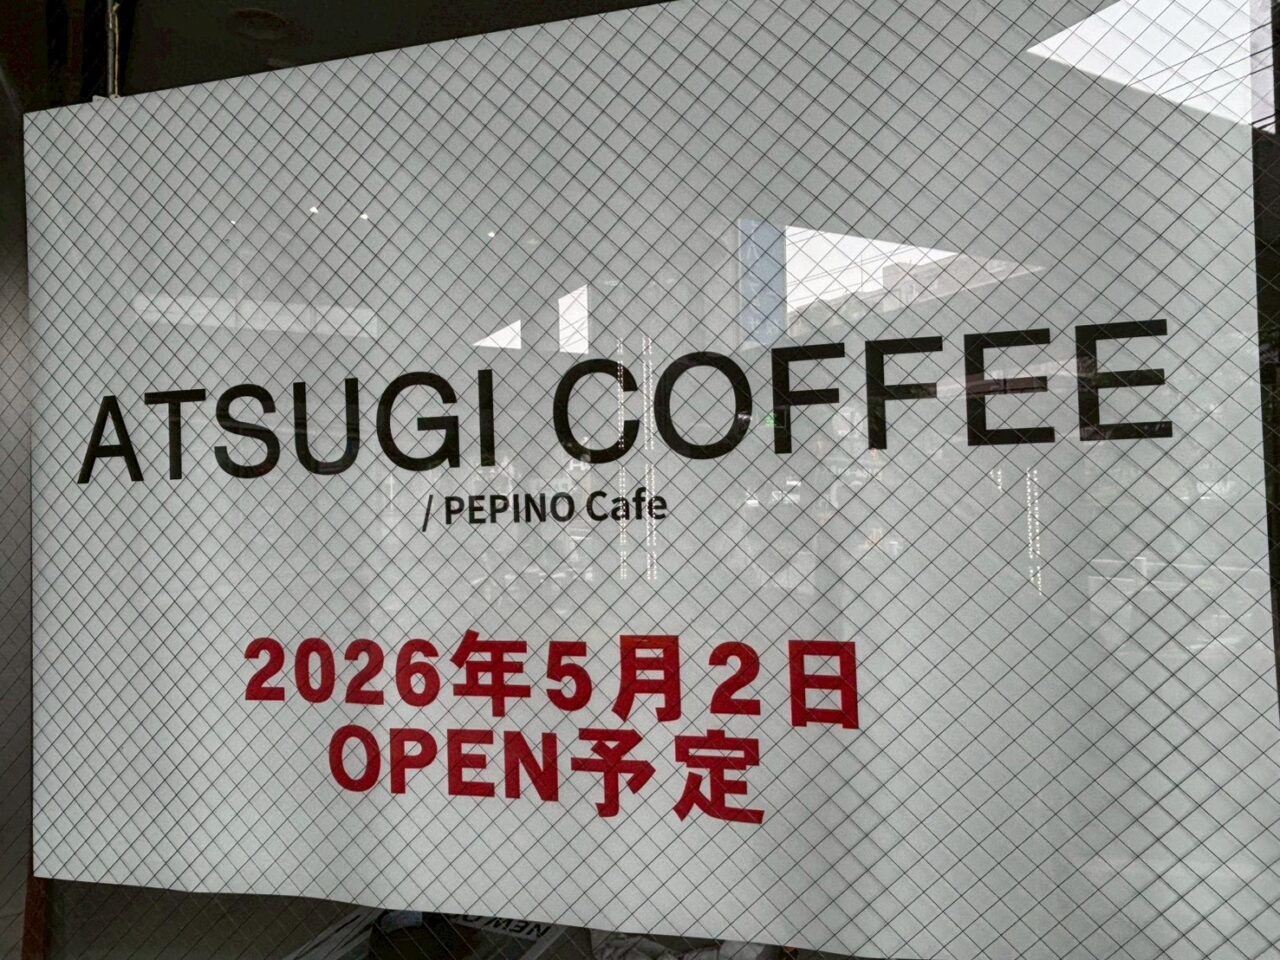 ATSUGI COFFEE
/ PEPINO Cafe
2026年5月2日
OPEN予定